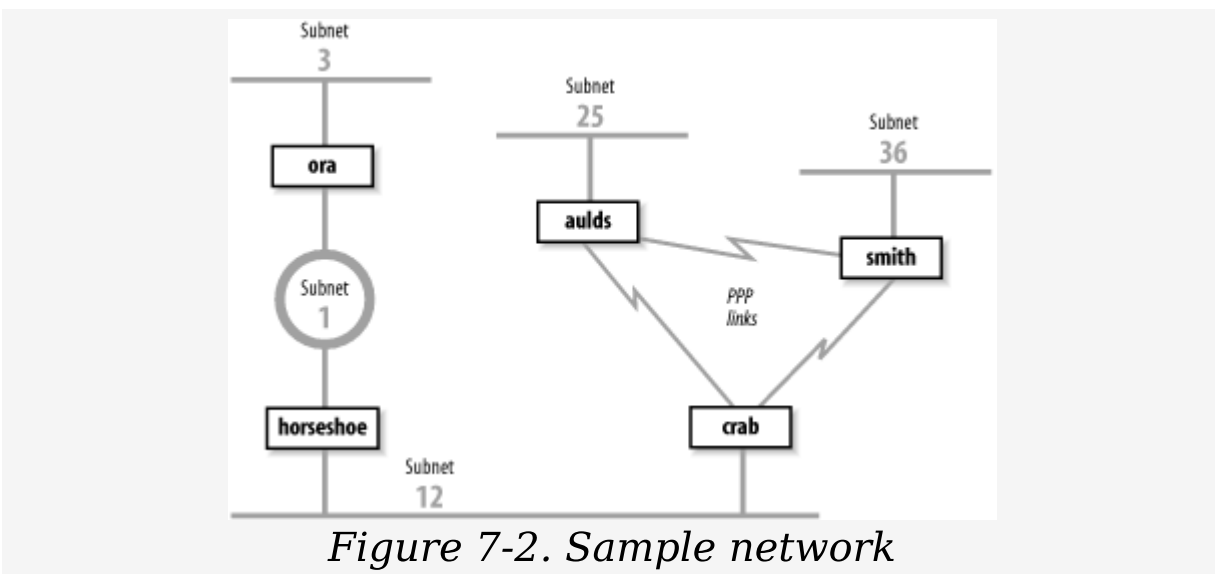 Subnet
3
ora
Subnet
1
horseshoe
Subnet
12
Subnet
25
aulds
Subnet
36
smith
PPP
links
crab
Figure 7-2. Sample network